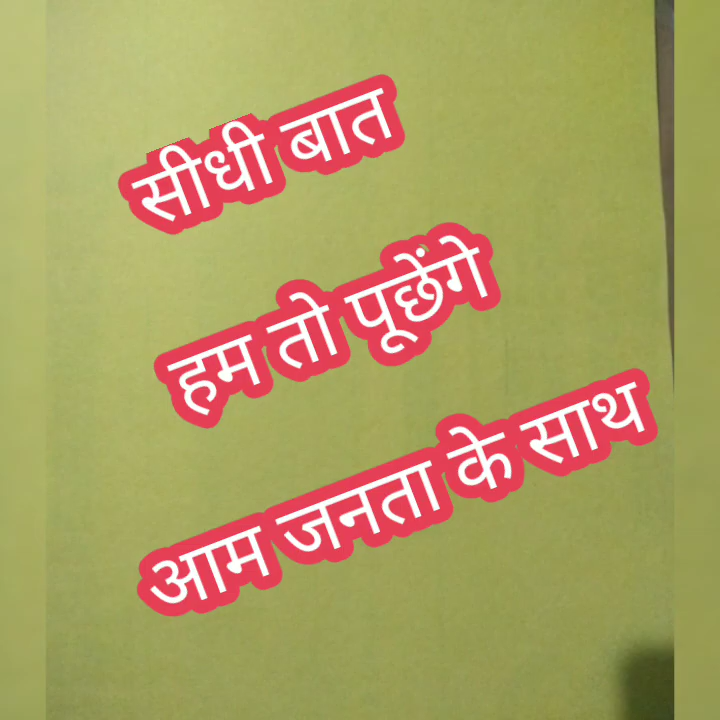 सीधी बात
हम तो पूछेंगे
आम जनता के साथ